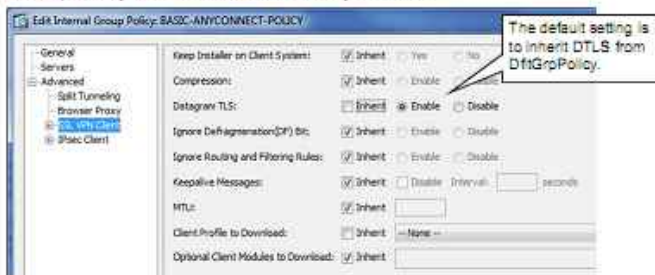 Edit Internal Group Policy: BASIC-ANYCONNECT-POLICY
The default setting is
to inherit DTLS from
DfltGrpPolicy.
General
Servers
Advanced
Split Tunneling
Browser Proxy
SSL VPN Client
IPsec Client
Keep Installer on Client System: Inherit Yes No
Compression: Inherit Enable
Datagram TLS: Inherit Enable Disable
Ignore Defragmenation(DF) Bit: Inherit Enable Disable
Ignore Routing and Filtering Rules: Inherit Enable Disable
Keepalive Messages: Inherit Disable Interval: seconds
MTU: Inherit
Client Profile to Download: Inherit -- None --
Optional Client Modules to Download: Inherit